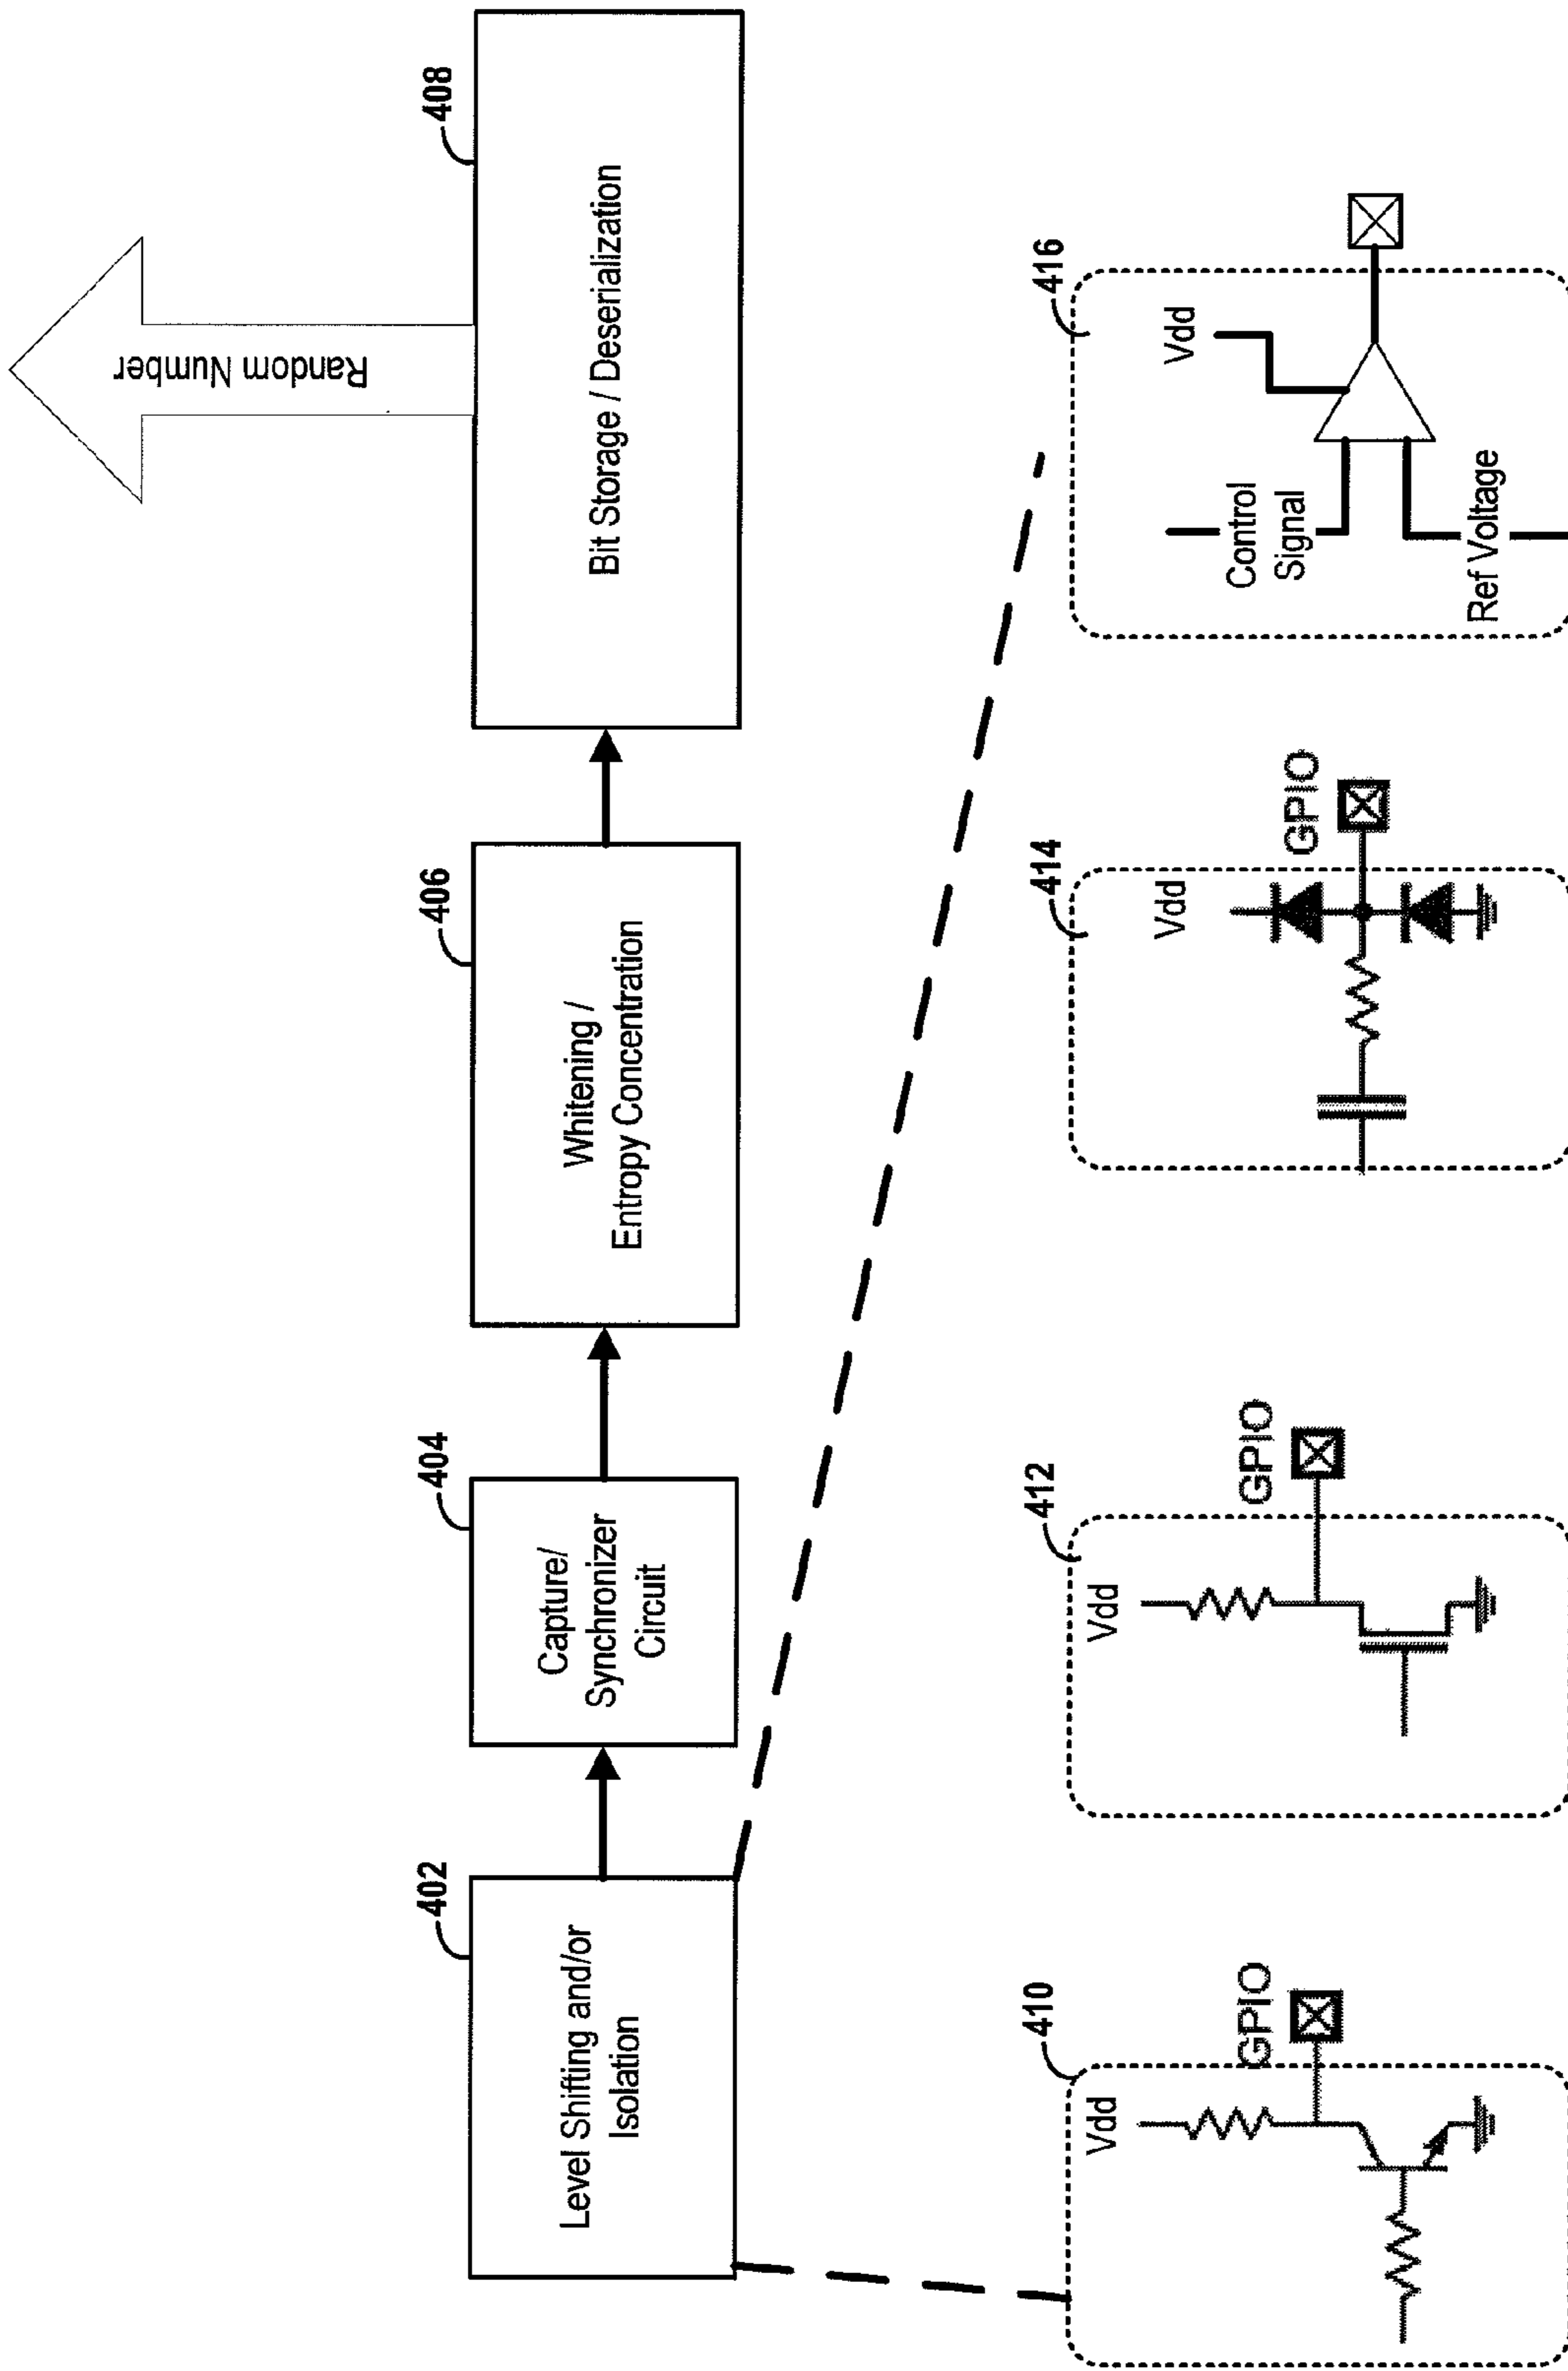 Random Number
402
Level Shifting and/or
Isolation
404
Capture/
Synchronizer
Circuit
406
Whitening /
Entropy Concentration
408
Bit Storage / Deserialization
410
Vdd
GPIO
412
Vdd
GPIO
414
Vdd
GPIO
416
Vdd
Control
Signal
Ref Voltage